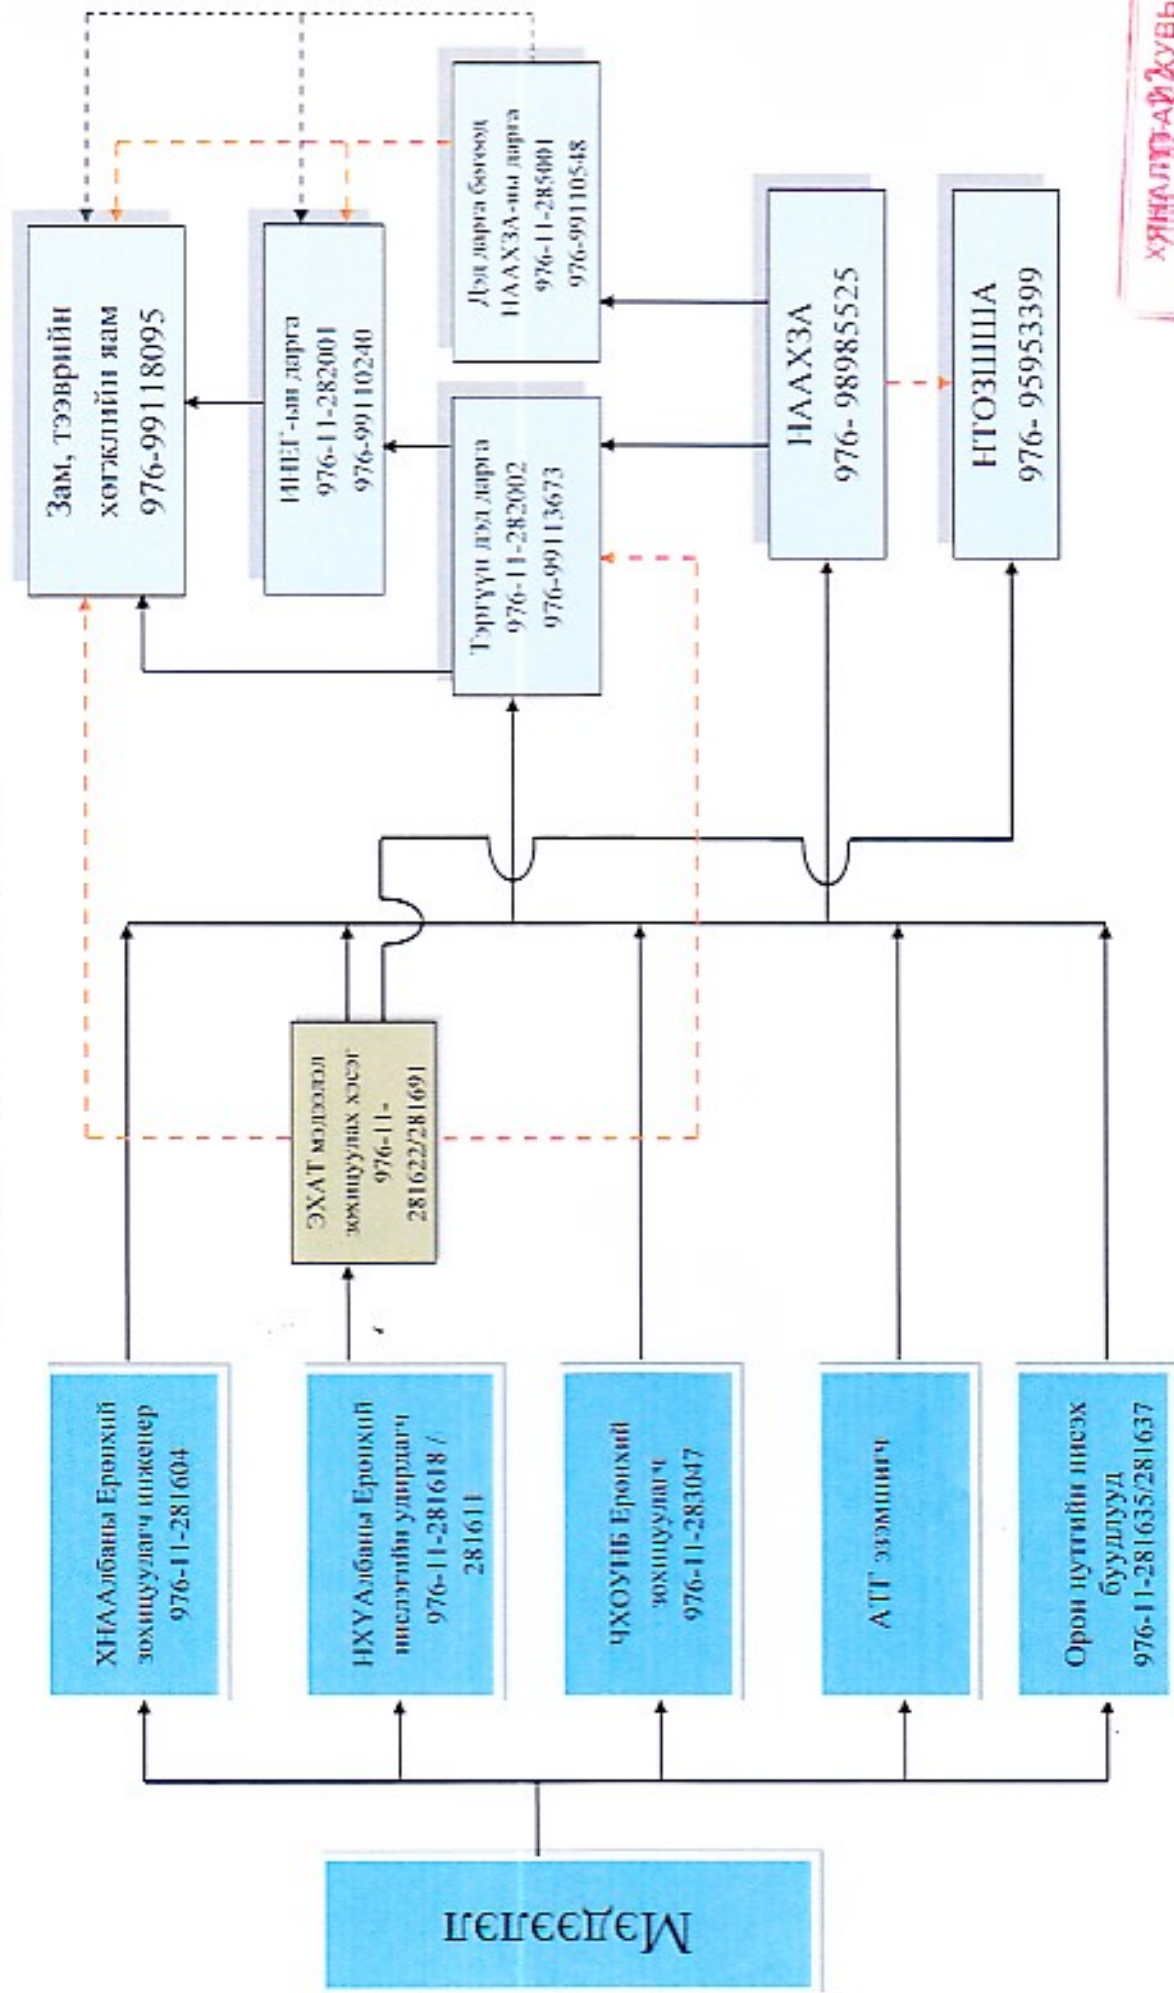 Мэдээлэл
ХНААлбаны Ерөнхий
зохицуулагч инженер
976-11-281604
НХҮАлбаны Ерөнхий
нислэгийн удирдагч
976-11-281618 /
281611
ЧХОУНБ Ерөнхий
зохицуулагч
976-11-283047
АТГ эзэмшигч
Орон нутгийн нисэх
буудлууд
976-11-281635/281637
ЭХАТ мэдээлэл
зохицуулах хэсэг
976-11-
281622/281691
Зам, тээврийн
хөгжлийн яам
976-99118095
ИНЕГ-ын дарга
976-11-282001
976-99110240
Тэргүүн дэд дарга
976-11-282002
976-99113673
Дэд дарга бөгөөд
НААХЗА-ны дарга
976-11-285001
976-99110548
НААХЗА
976- 98985525
НТОЗШША
976- 95953399